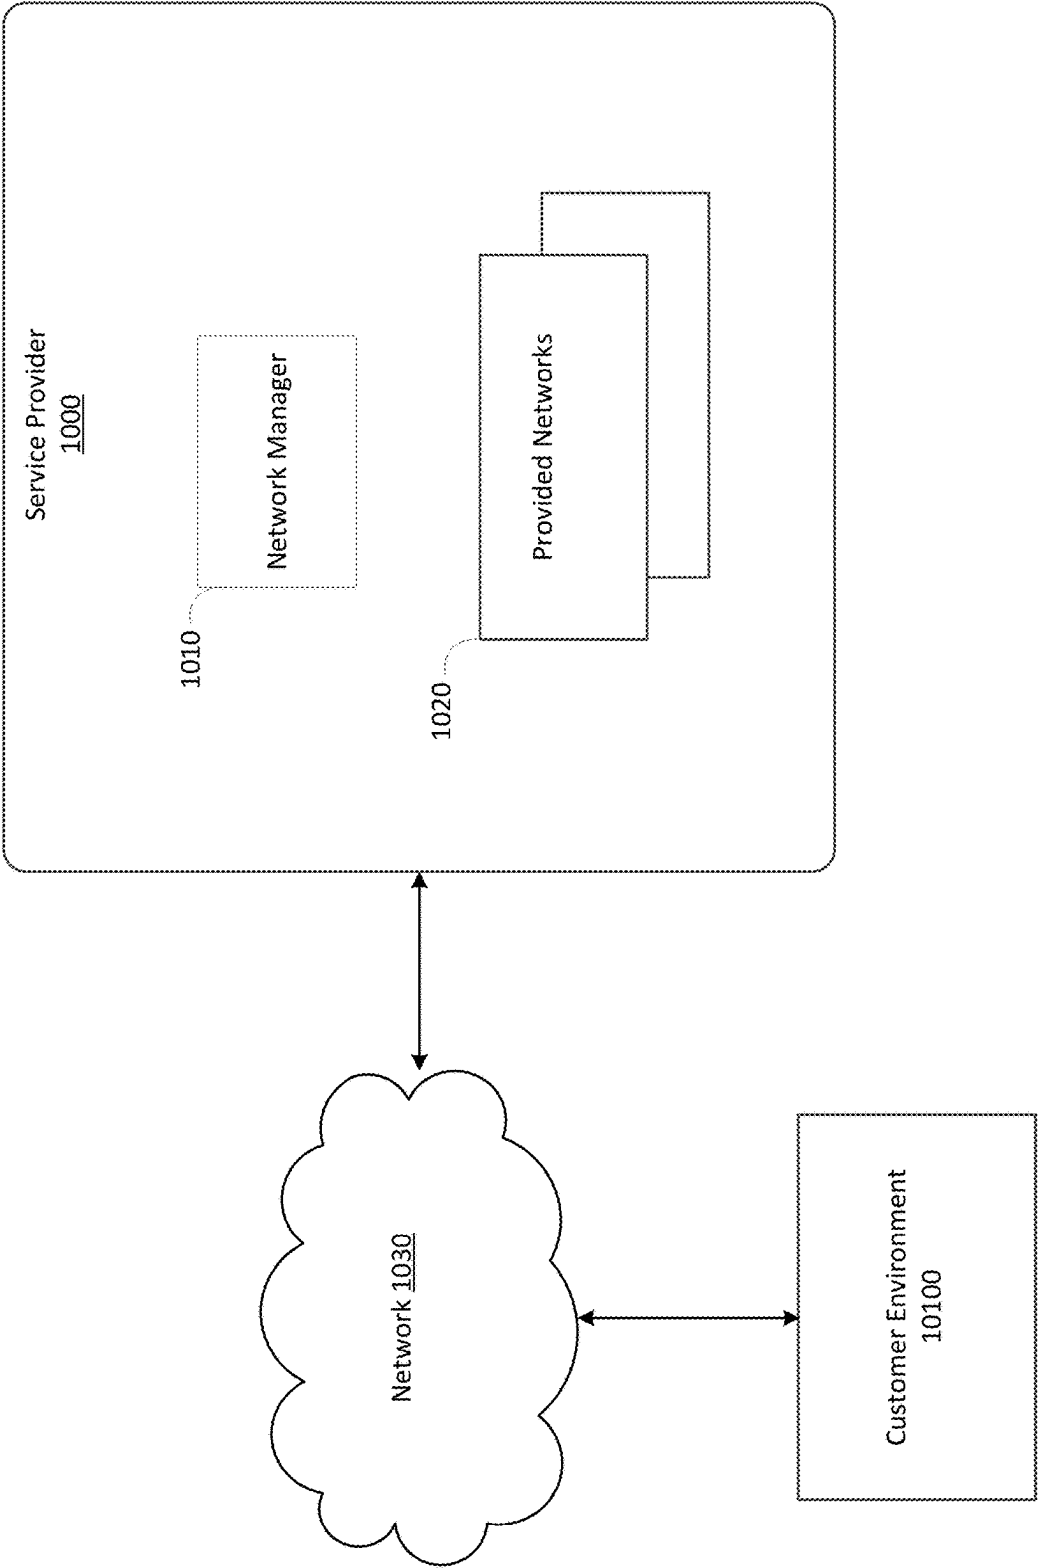 Service Provider
1000
1010
Network Manager
1020
Provided Networks
Network 1030
Customer Environment
10100